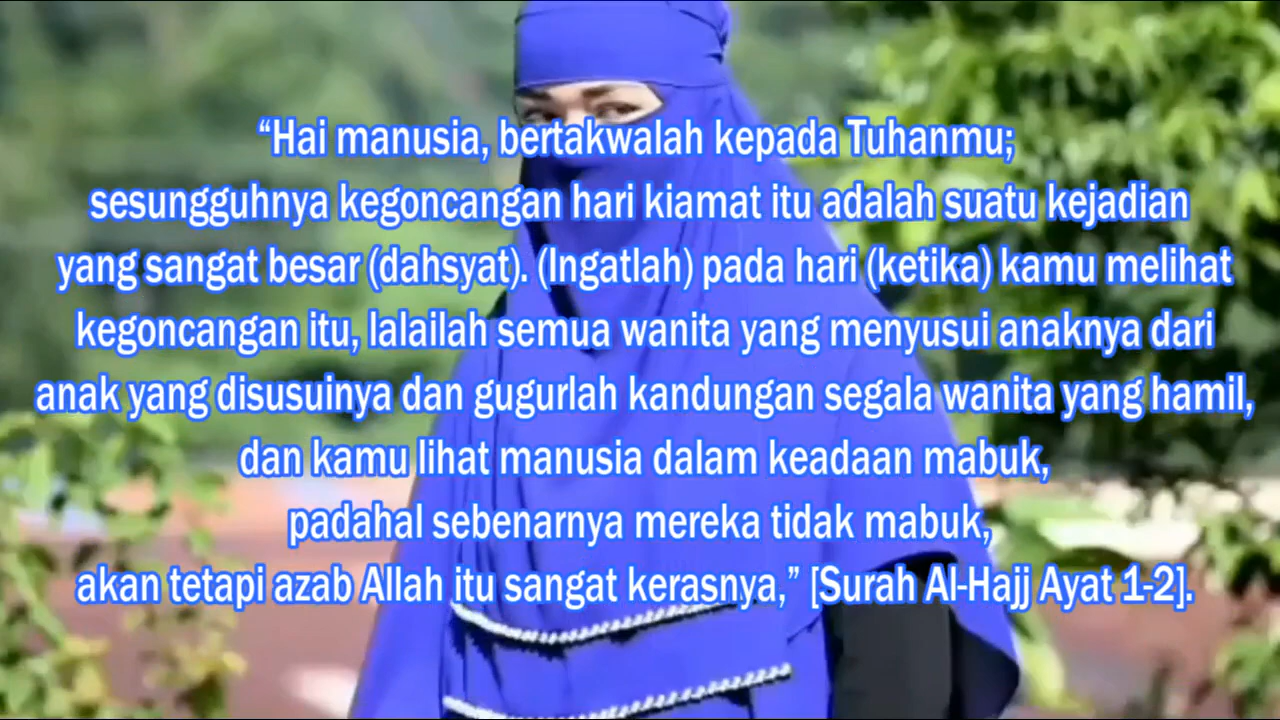 “Hai manusia, bertakwalah kepada Tuhanmu;
sesungguhnya kegoncangan hari kiamat itu adalah suatu kejadian
yang sangat besar (dahsyat). (Ingatlah) pada hari (ketika) kamu melihat
kegoncangan itu, lalailah semua wanita yang menyusui anaknya dari
anak yang disusuinya dan gugurlah kandungan segala wanita yang hamil,
dan kamu lihat manusia dalam keadaan mabuk,
padahal sebenarnya mereka tidak mabuk,
akan tetapi azab Allah itu sangat kerasnya,” [Surah Al-Hajj Ayat 1-2].